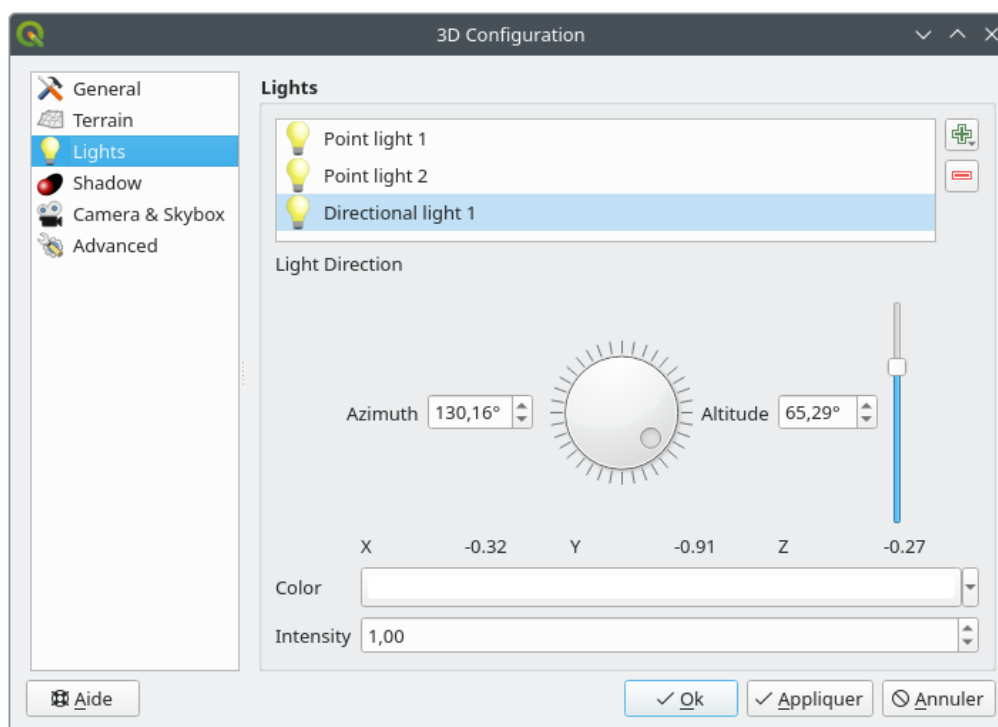 3D Configuration
General
Terrain
Lights
Shadow
Camera & Skybox
Advanced
Lights
Point light 1
Point light 2
Directional light 1
Light Direction
Azimuth 130,16° Altitude 65,29°
X -0.32 Y -0.91 Z -0.27
Color
Intensity 1,00
Aide Ok Appliquer Annuler